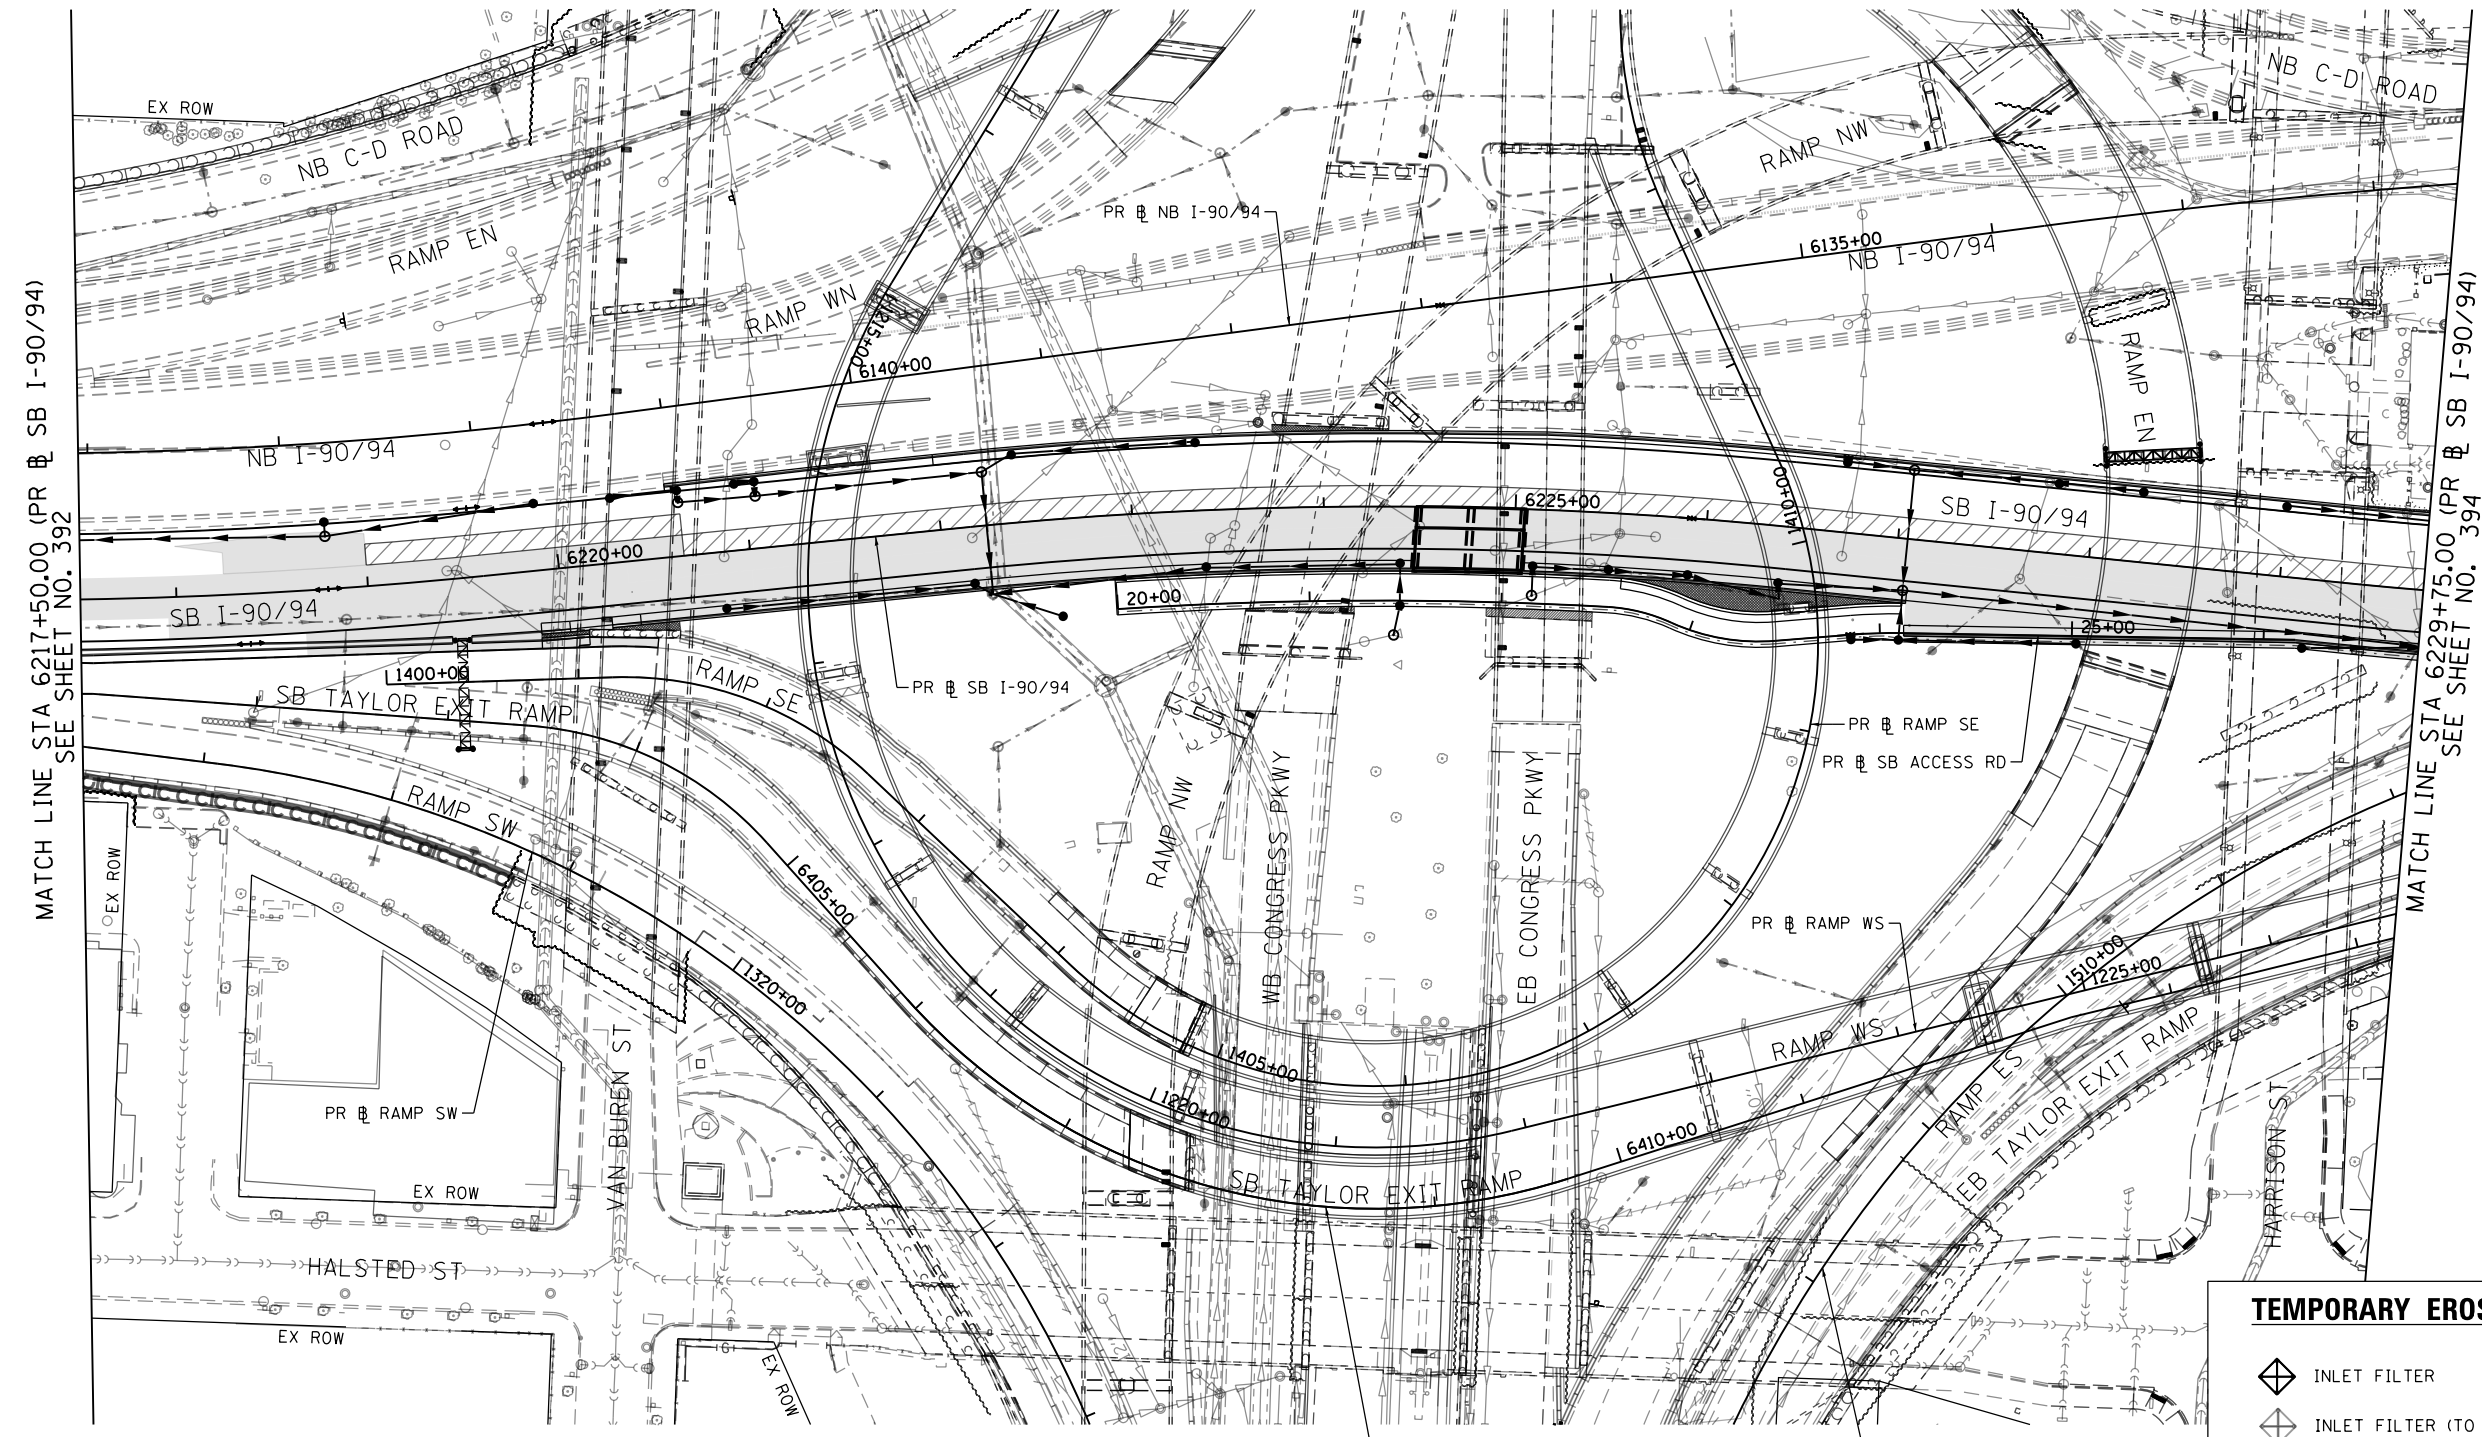 EX ROW
NB C-D ROAD
NB C-D ROAD
RAMP NW
PR ℄ NB I-90/94
RAMP EN
6135+00
NB I-90/94
RAMP WN
1215+00
6140+00
RAMP EN
MATCH LINE STA 6217+50.00 (PR ℄ SB I-90/94)
SEE SHEET NO. 392
MATCH LINE STA 6229+75.00 (PR ℄ SB I-90/94)
SEE SHEET NO. 394
NB I-90/94
6225+00
1410+00
SB I-90/94
6220+00
SB I-90/94
20+00
25+00
1400+00
RAMP SE
PR ℄ SB I-90/94
SB TAYLOR EXIT RAMP
PR ℄ RAMP SE
PR ℄ SB ACCESS RD
RAMP SW
RAMP NW
WB CONGRESS PKWY
EB CONGRESS PKWY
EX ROW
6405+00
PR ℄ RAMP WS
1320+00
1510+00
1225+00
RAMP WS
1405+00
1220+00
VAN BUREN ST
PR ℄ RAMP SW
RAMP ES
EB TAYLOR EXIT RAMP
6410+00
SB TAYLOR EXIT RAMP
HARRISON ST
EX ROW
HALSTED ST
EX ROW
EX ROW
TEMPORARY EROS
INLET FILTER
INLET FILTER (TO